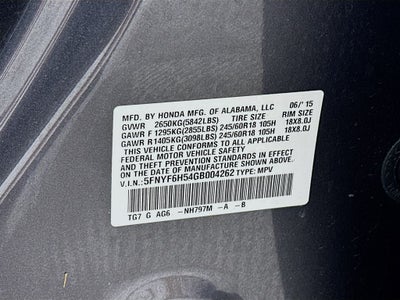 MFD. BY HONDA MFG. OF ALABAMA, LLC 06/'15
GVWR 2650KG(5842LBS) TIRE SIZE RIM SIZE
GAWR F 1295KG(2855LBS) 245/60R18 105H 18X8.0J
GAWR R 1405KG(3098LBS) 245/60R18 105H 18X8.0J
THIS VEHICLE CONFORMS TO ALL APPLICABLE
FEDERAL MOTOR VEHICLE SAFETY, BUMPER,
AND THEFT PREVENTION STANDARDS IN EFFECT
ON THE DATE OF MANUFACTURE SHOWN ABOVE.
V.I.N.:5FNYF6H54GB004262 TYPE: MPV
TG7 G AG6 -NH797M -A -B